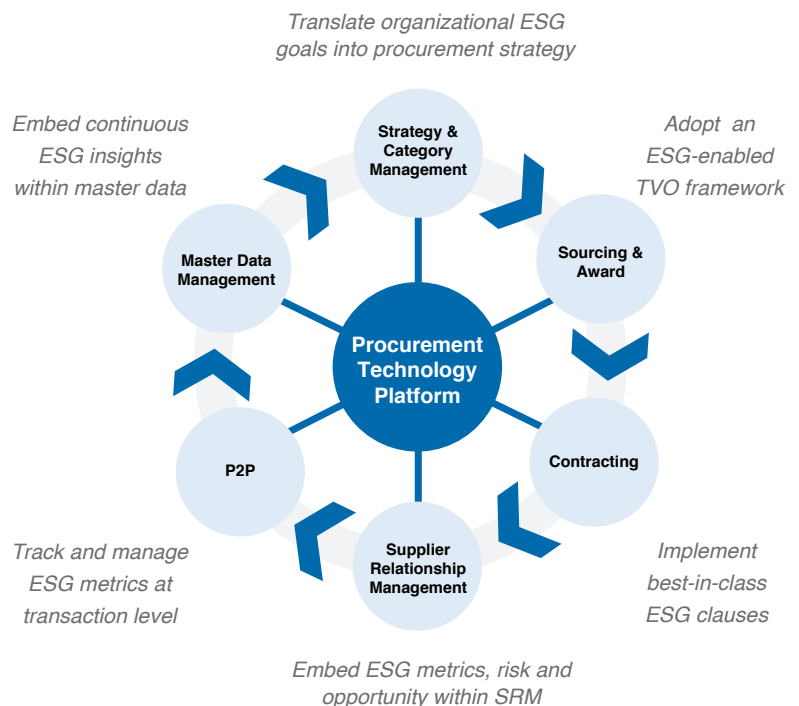 Translate organizational ESG
goals into procurement strategy
Embed continuous
ESG insights
within master data
Strategy &
Category
Management
Adopt an
ESG-enabled
TVO framework
Master Data
Management
Sourcing &
Award
Procurement
Technology
Platform
P2P
Contracting
Supplier
Relationship
Management
Track and manage
ESG metrics at
transaction level
Implement
best-in-class
ESG clauses
Embed ESG metrics, risk and
opportunity within SRM